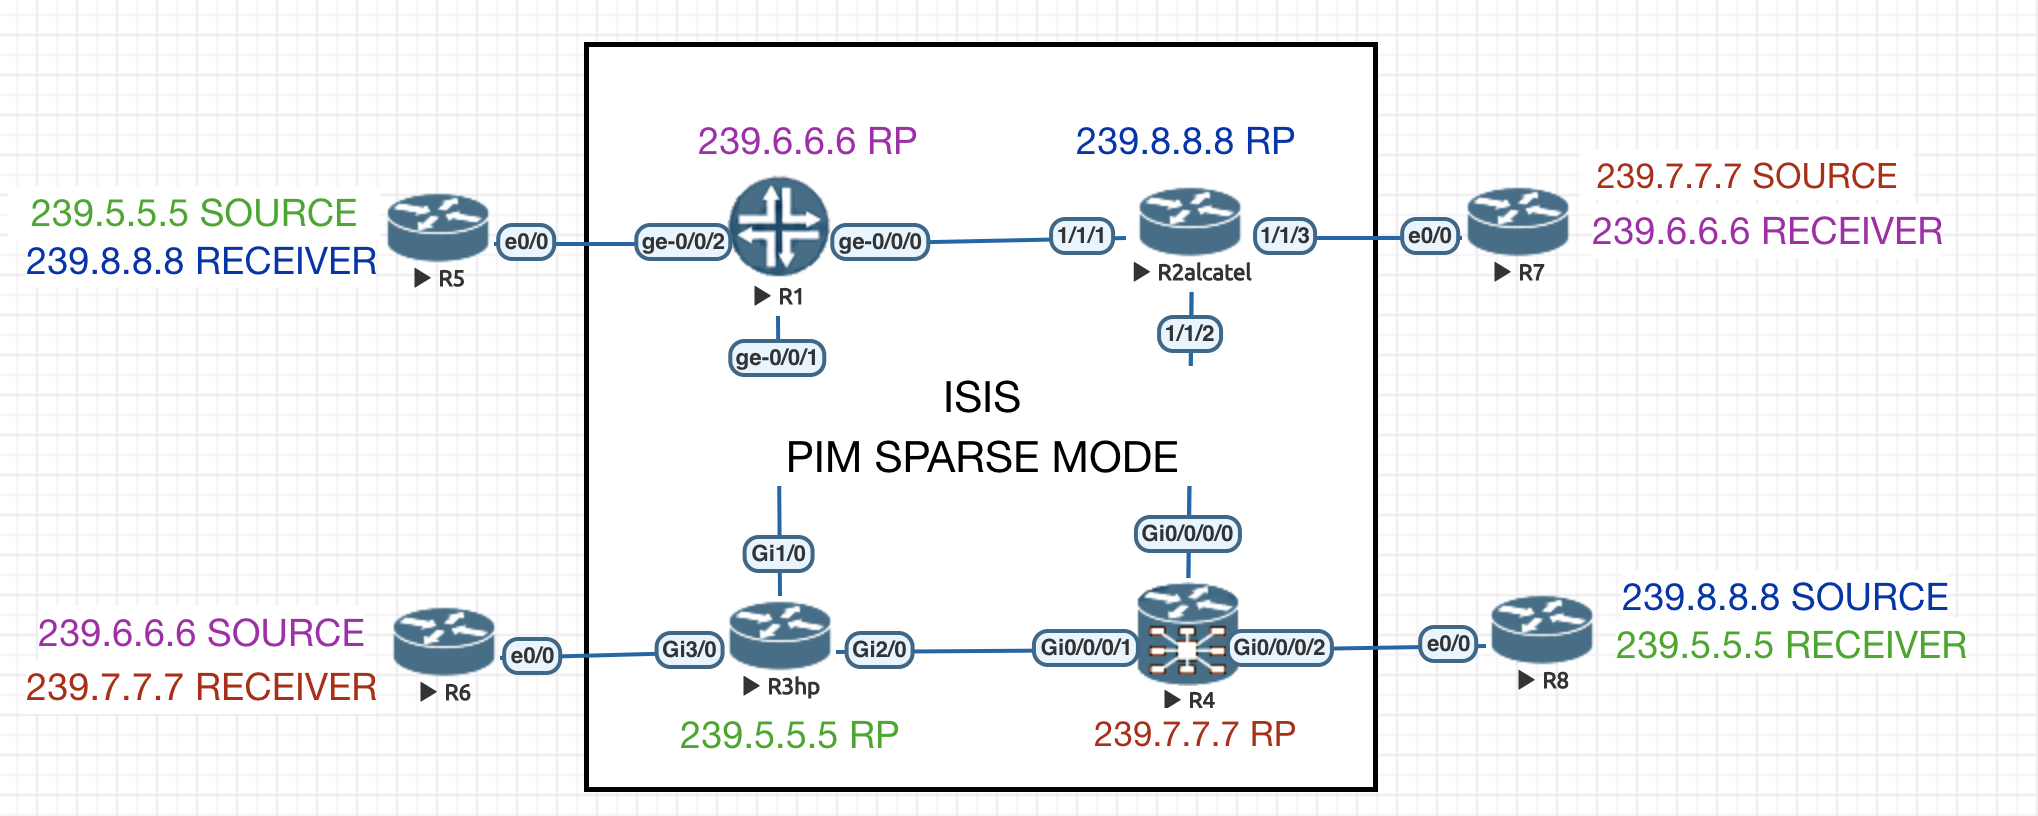 239.6.6.6 RP
239.8.8.8 RP
239.5.5.5 SOURCE
239.8.8.8 RECEIVER
R5
e0/0
ge-0/0/2
ge-0/0/0
R1
ge-0/0/1
1/1/1
1/1/3
R2alcatel
1/1/2
e0/0
R7
239.7.7.7 SOURCE
239.6.6.6 RECEIVER
ISIS
PIM SPARSE MODE
239.6.6.6 SOURCE
239.7.7.7 RECEIVER
R6
e0/0
Gi1/0
Gi3/0
Gi2/0
R3hp
239.5.5.5 RP
Gi0/0/0/0
Gi0/0/0/1
Gi0/0/0/2
R4
239.7.7.7 RP
e0/0
R8
239.8.8.8 SOURCE
239.5.5.5 RECEIVER